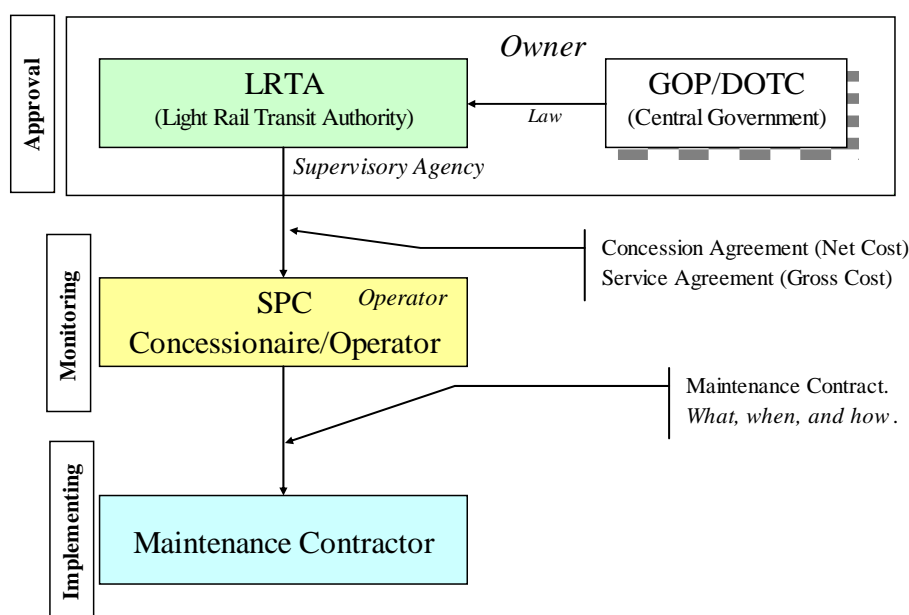 Approval
Owner
LRTA
(Light Rail Transit Authority)
GOP/DOTC
(Central Government)
Law
Supervisory Agency
Concession Agreement (Net Cost)
Service Agreement (Gross Cost)
Monitoring
SPC
Operator
Concessionaire/Operator
Maintenance Contract.
What, when, and how .
Implementing
Maintenance Contractor